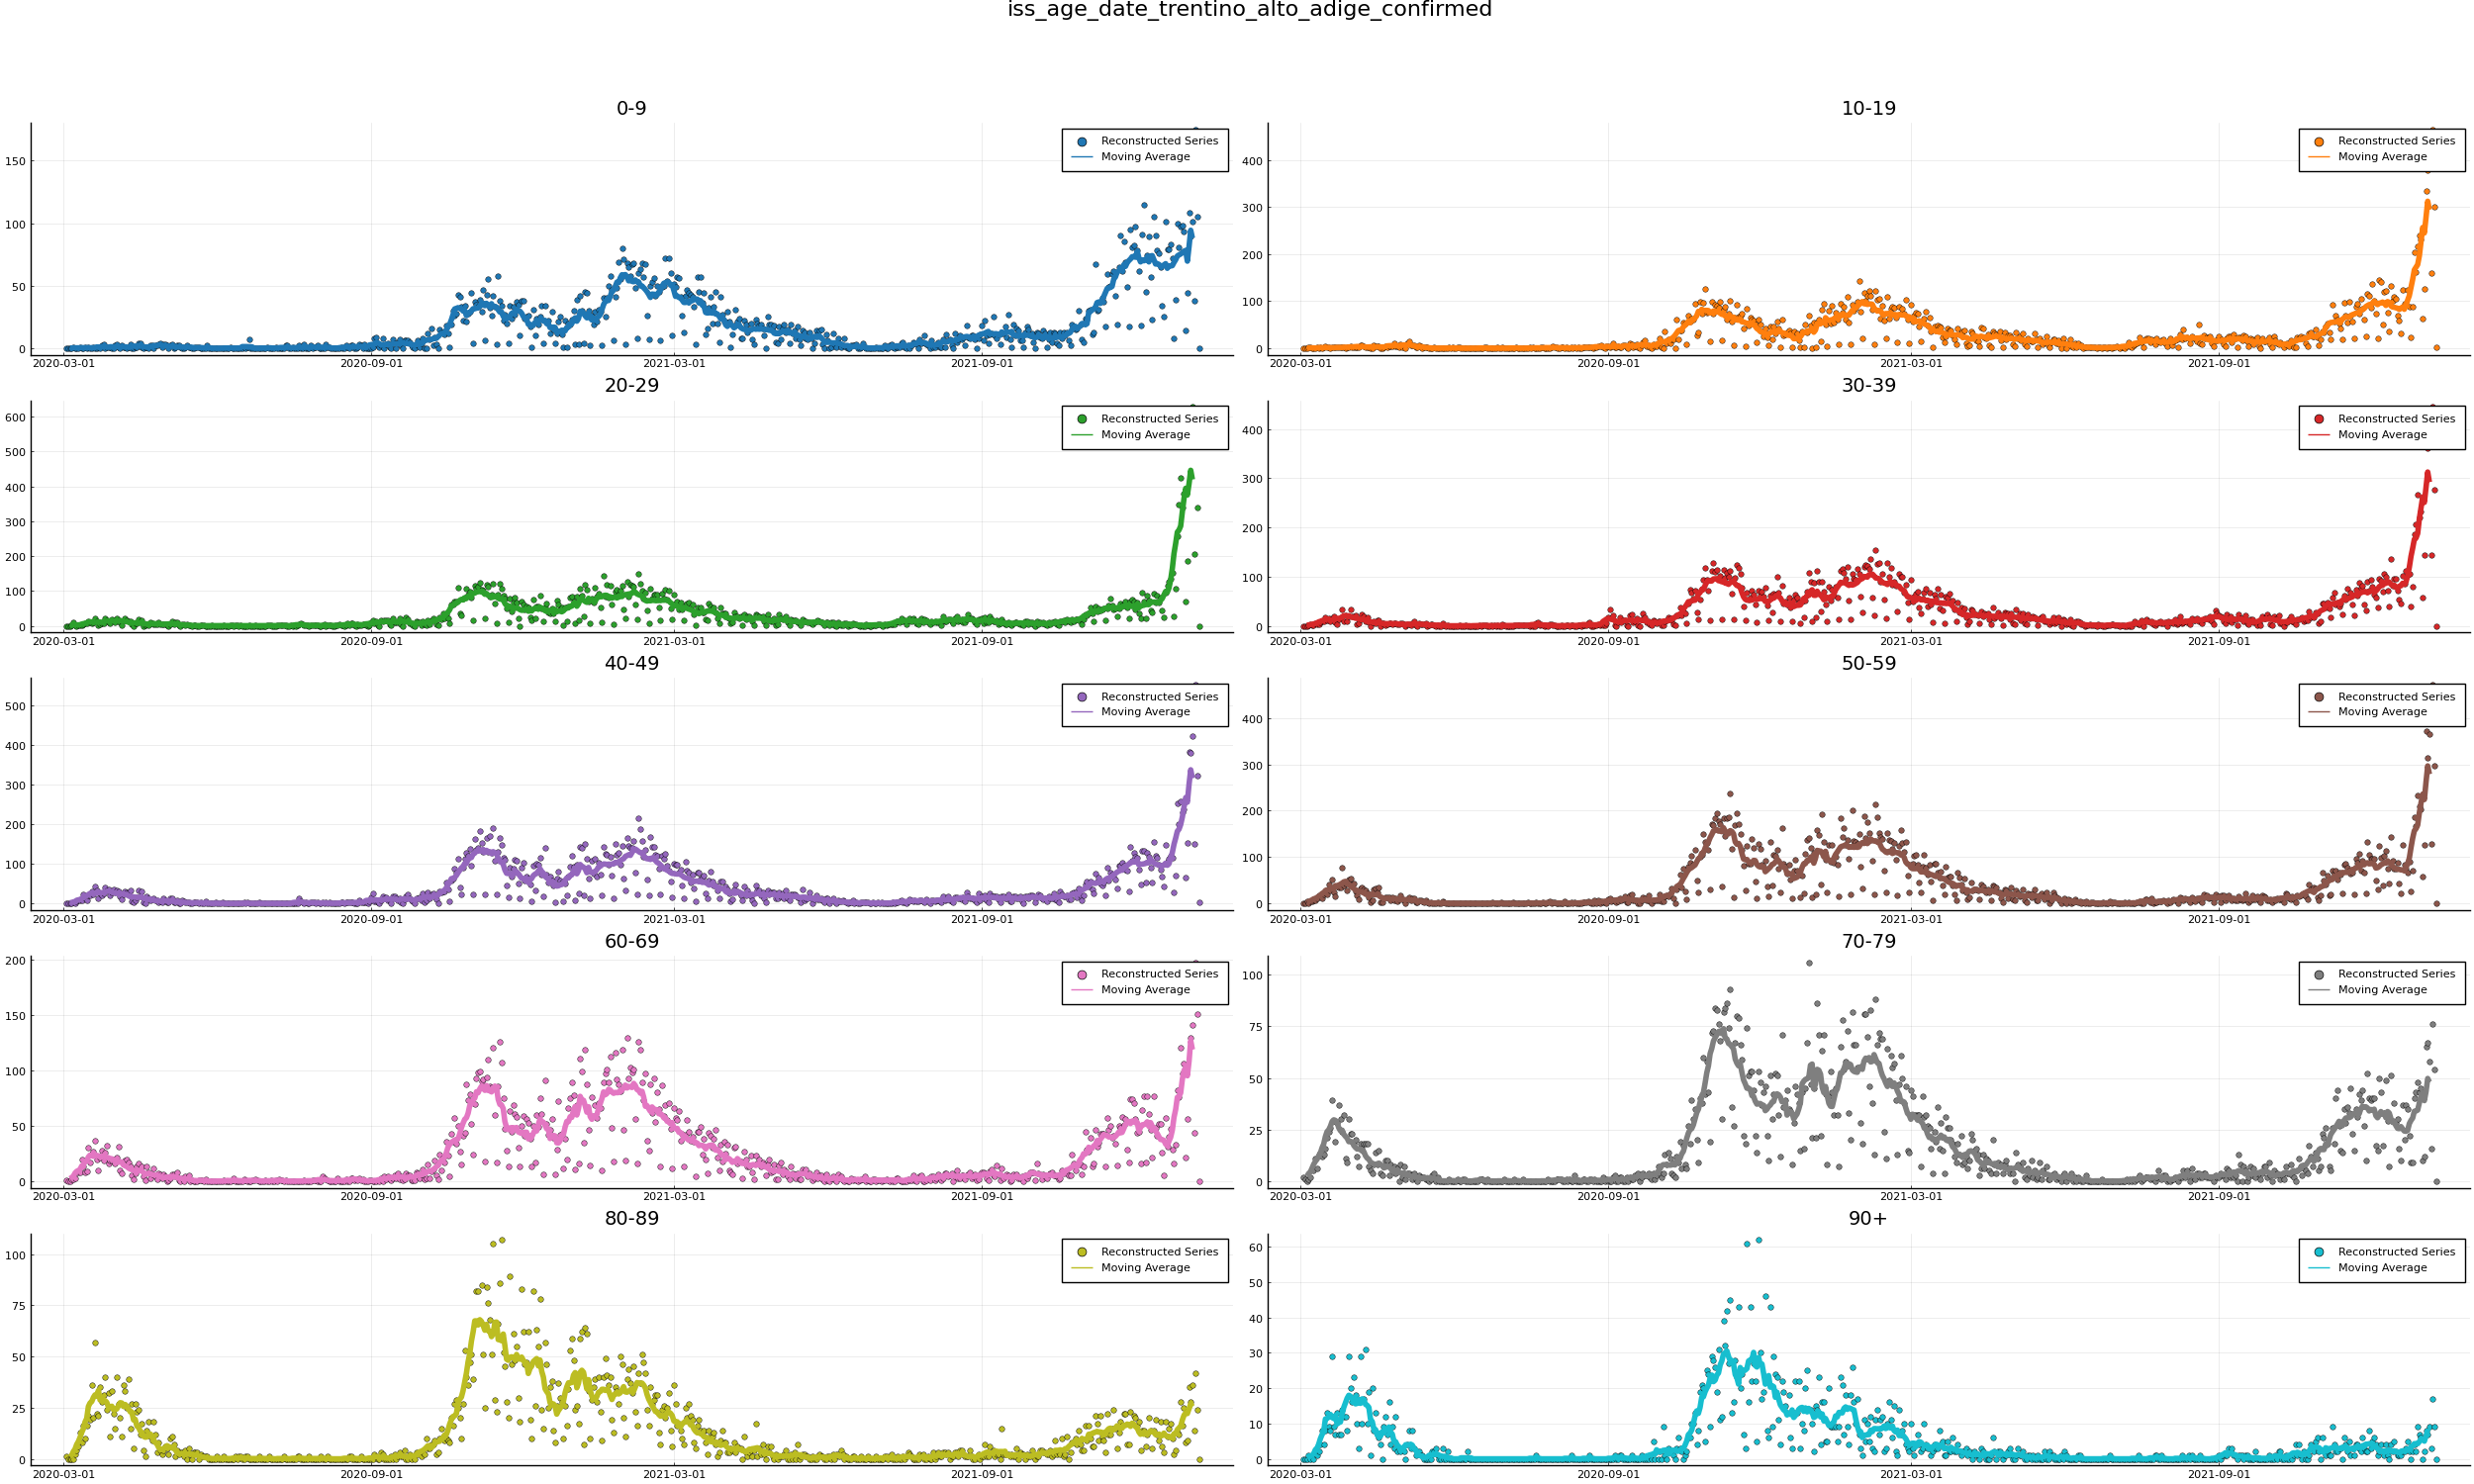 iss_age_date_trentino_alto_adige_confirmed
0-9
150
100
50
0
Reconstructed Series
Moving Average
2020-03-01 2020-09-01 2021-03-01 2021-09-01
10-19
400
300
200
100
0
Reconstructed Series
Moving Average
2020-03-01 2020-09-01 2021-03-01 2021-09-01
20-29
600
500
400
300
200
100
0
Reconstructed Series
Moving Average
2020-03-01 2020-09-01 2021-03-01 2021-09-01
30-39
400
300
200
100
0
Reconstructed Series
Moving Average
2020-03-01 2020-09-01 2021-03-01 2021-09-01
40-49
500
400
300
200
100
0
Reconstructed Series
Moving Average
2020-03-01 2020-09-01 2021-03-01 2021-09-01
50-59
400
300
200
100
0
Reconstructed Series
Moving Average
2020-03-01 2020-09-01 2021-03-01 2021-09-01
60-69
200
150
100
50
0
Reconstructed Series
Moving Average
2020-03-01 2020-09-01 2021-03-01 2021-09-01
70-79
100
75
50
25
0
Reconstructed Series
Moving Average
2020-03-01 2020-09-01 2021-03-01 2021-09-01
80-89
100
75
50
25
0
Reconstructed Series
Moving Average
2020-03-01 2020-09-01 2021-03-01 2021-09-01
90+
60
50
40
30
20
10
0
Reconstructed Series
Moving Average
2020-03-01 2020-09-01 2021-03-01 2021-09-01